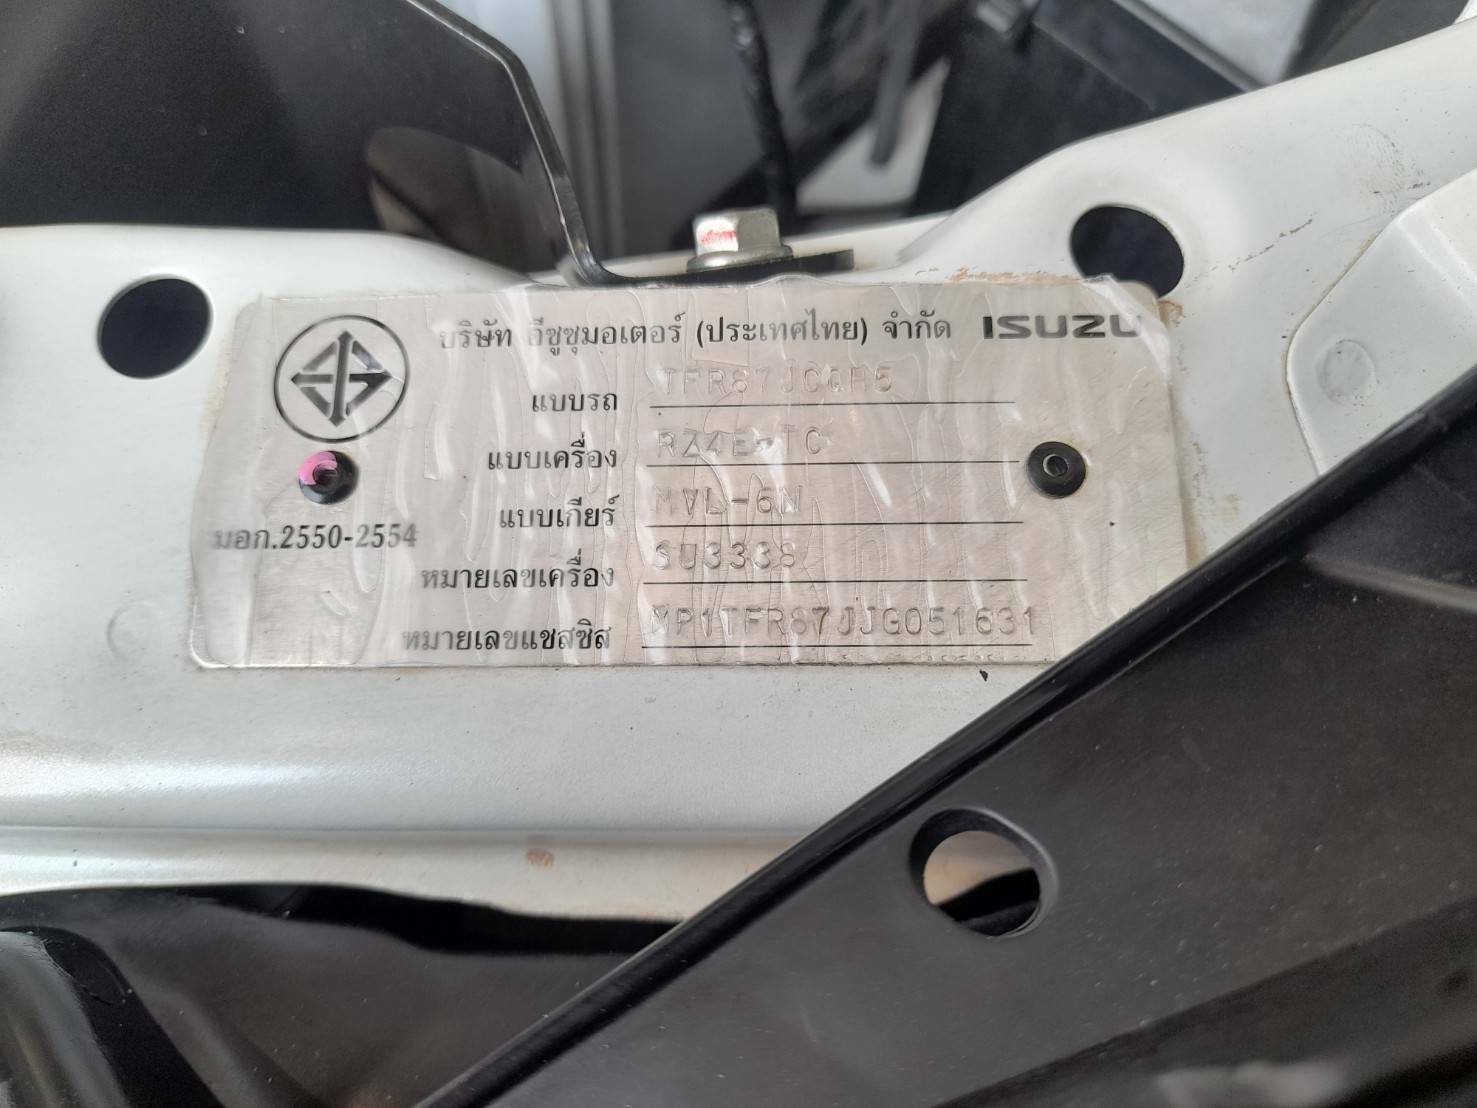 บริษัท อีซูซุมอเตอร์ (ประเทศไทย) จำกัด ISUZU
แบบรถ TFR87JCQH5
แบบเครื่อง RZ4E-TC
แบบเกียร์ MVL-6W
มอก.2550-2554
หมายเลขเครื่อง SU3338
หมายเลขแชสซิส MP1TFR87JJG051631